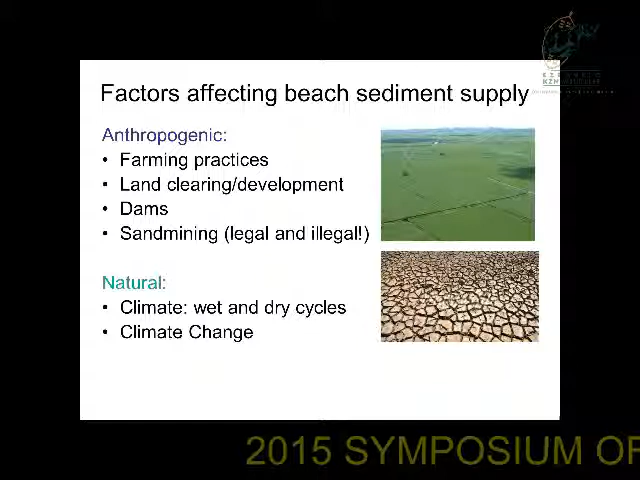 Factors affecting beach sediment supply
Anthropogenic:
• Farming practices
• Land clearing/development
• Dams
• Sandmining (legal and illegal!)
Natural:
• Climate: wet and dry cycles
• Climate Change
2015 SYMPOSIUM OF